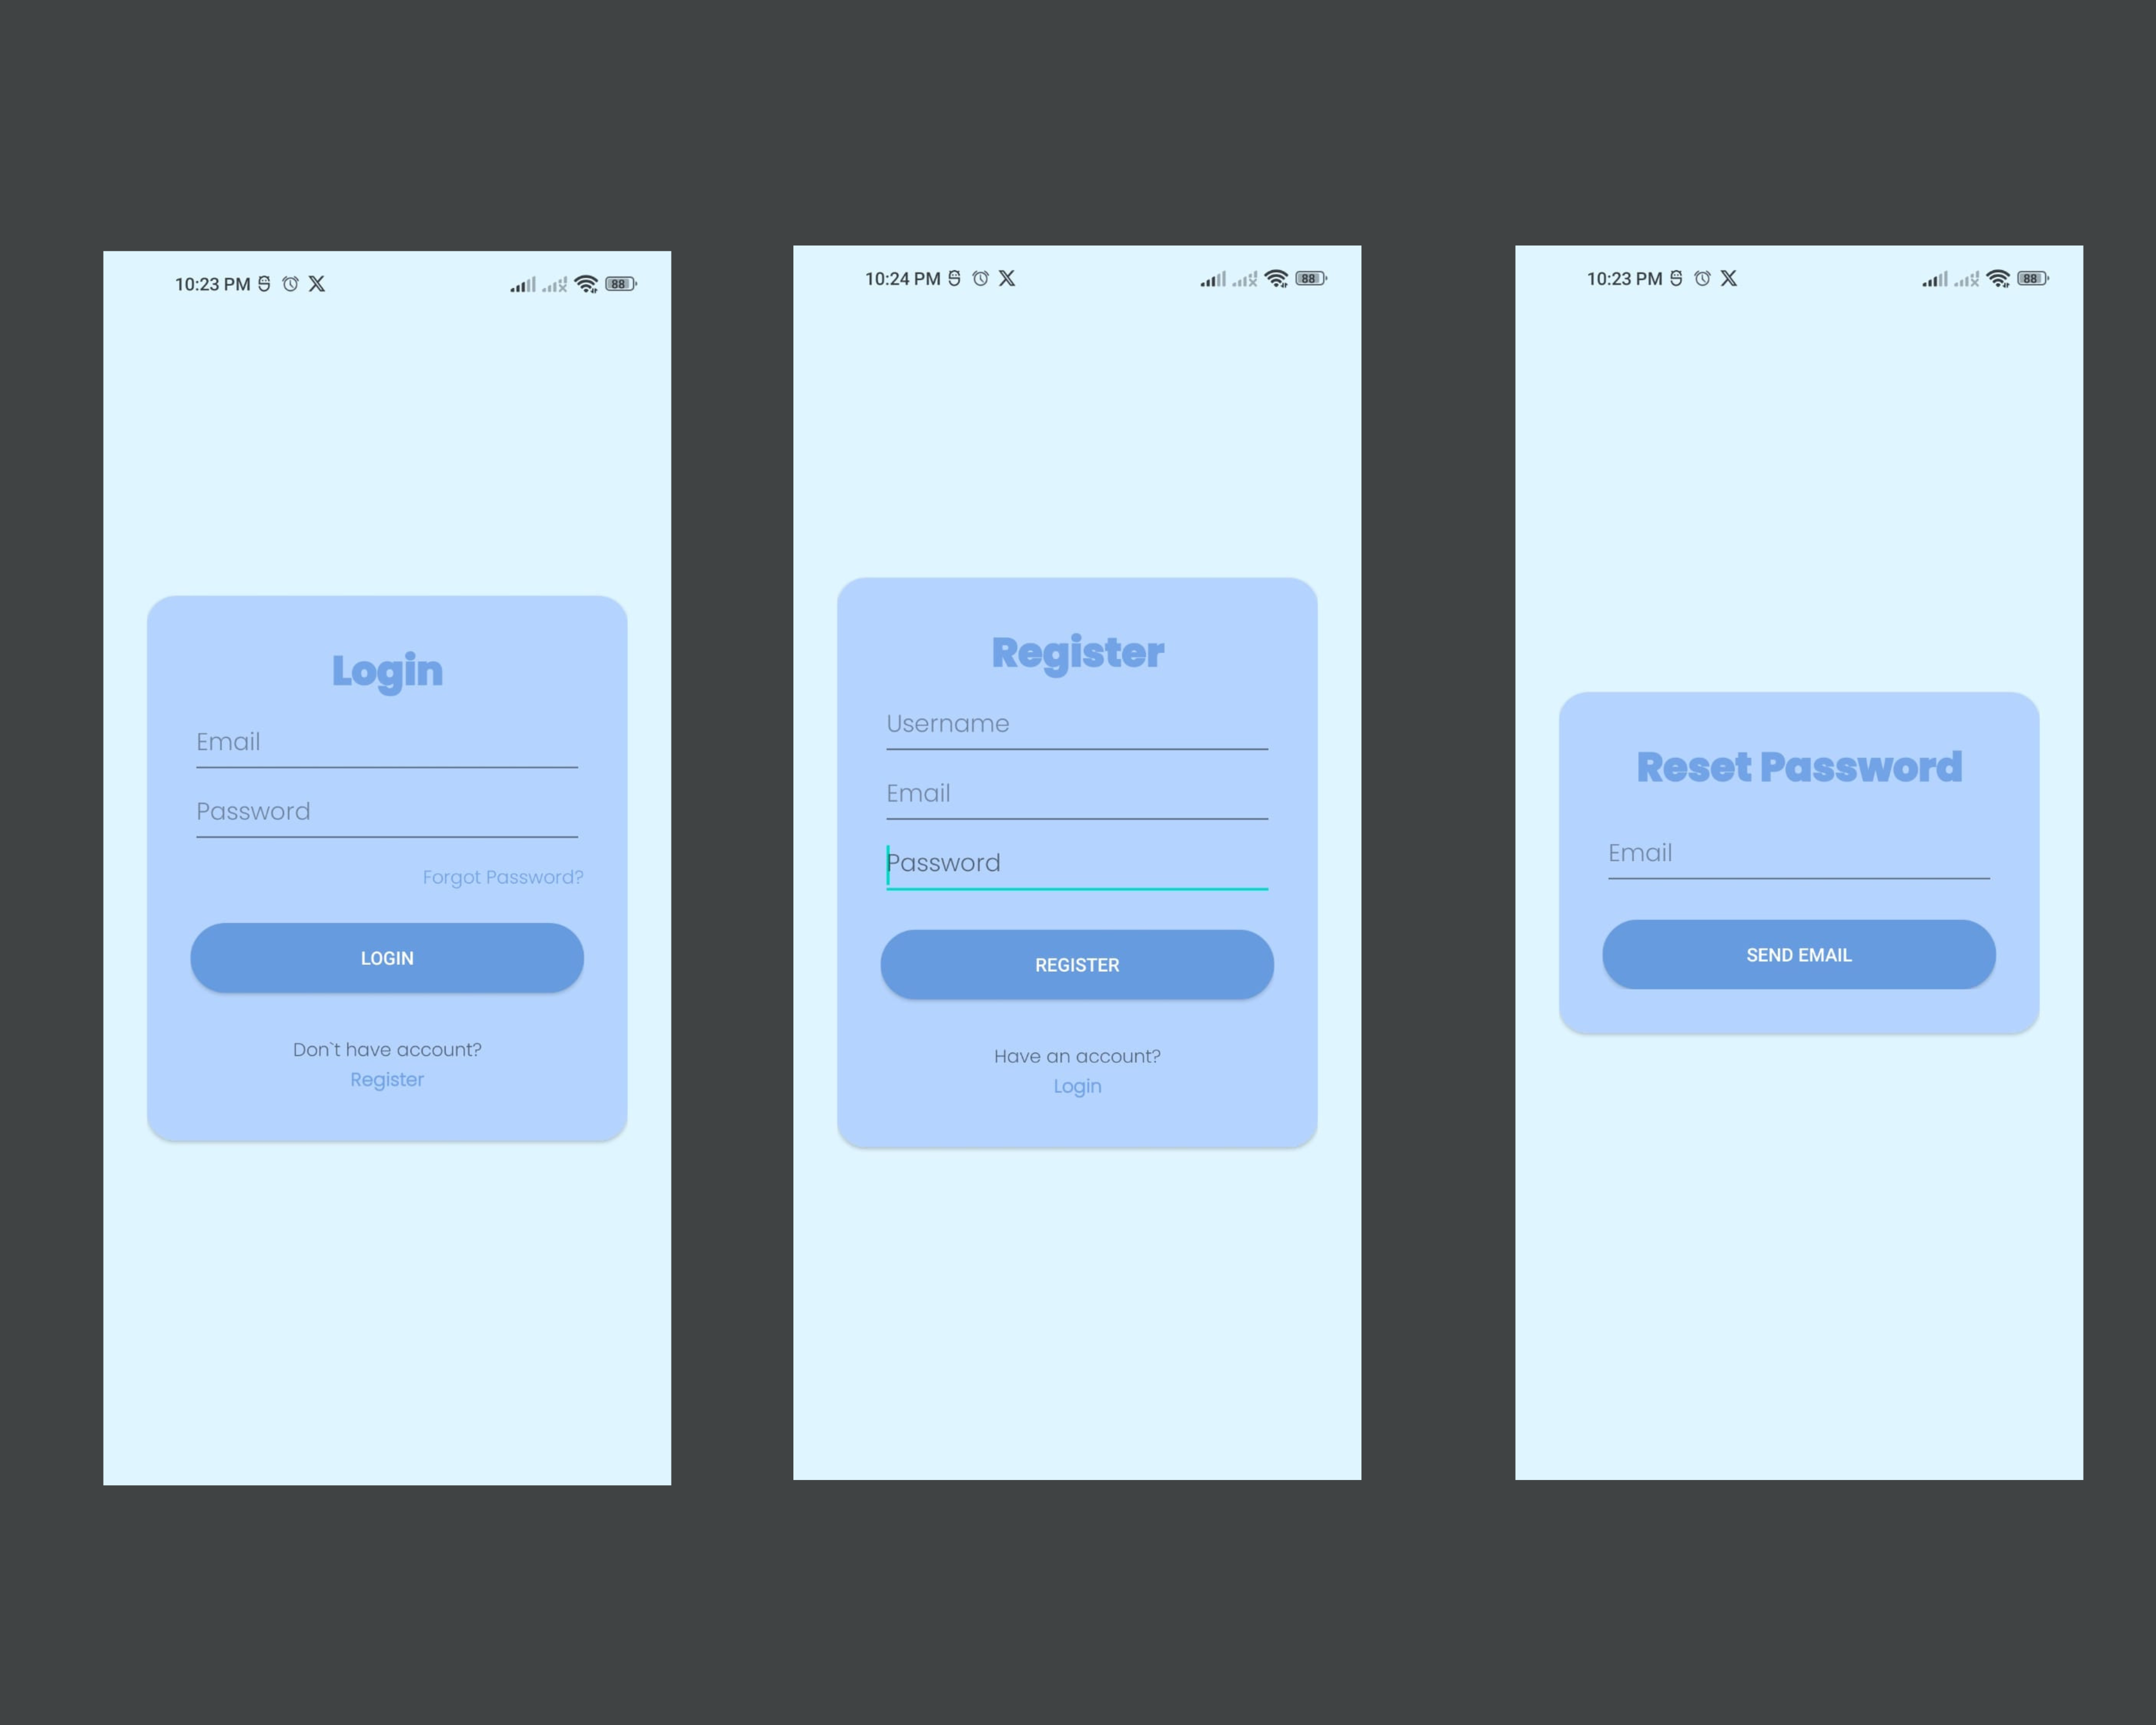 10:23 PM
88
Login
Email
Password
Forgot Password?
LOGIN
Don`t have account?
Register
10:24 PM
88
Register
Username
Email
Password
REGISTER
Have an account?
Login
10:23 PM
88
Reset Password
Email
SEND EMAIL